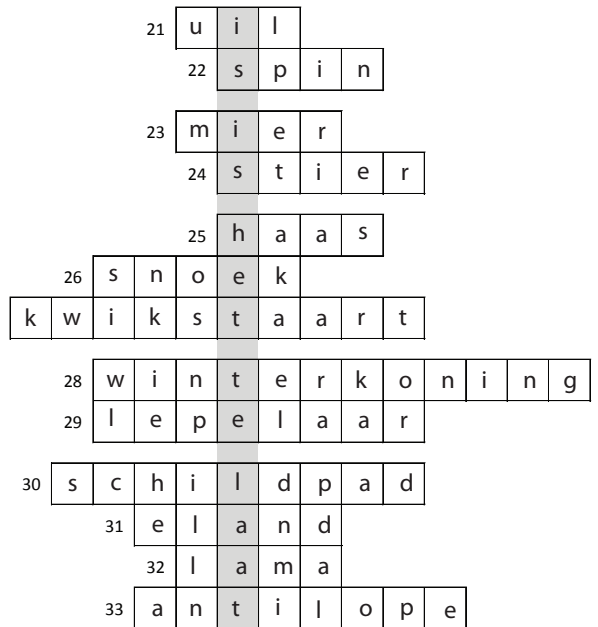 21 uil
22 spin
23 mier
24 stier
25 haas
26 snoek
kwikstaart
28 winterkoning
29 lepelaar
30 schildpad
31 eland
32 lama
33 antilope